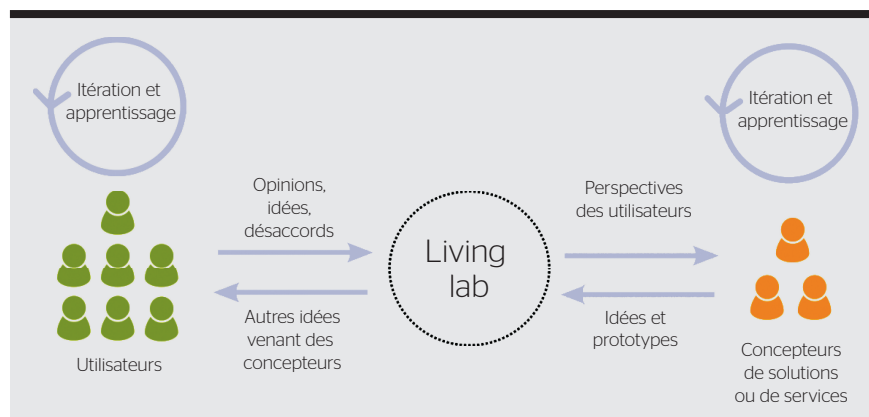 Itération et
apprentissage
Itération et
apprentissage
Opinions,
idées,
désaccords
Perspectives
des utilisateurs
Living
lab
Autres idées
venant des
concepteurs
Idées et
prototypes
Utilisateurs
Concepteurs
de solutions
ou de services